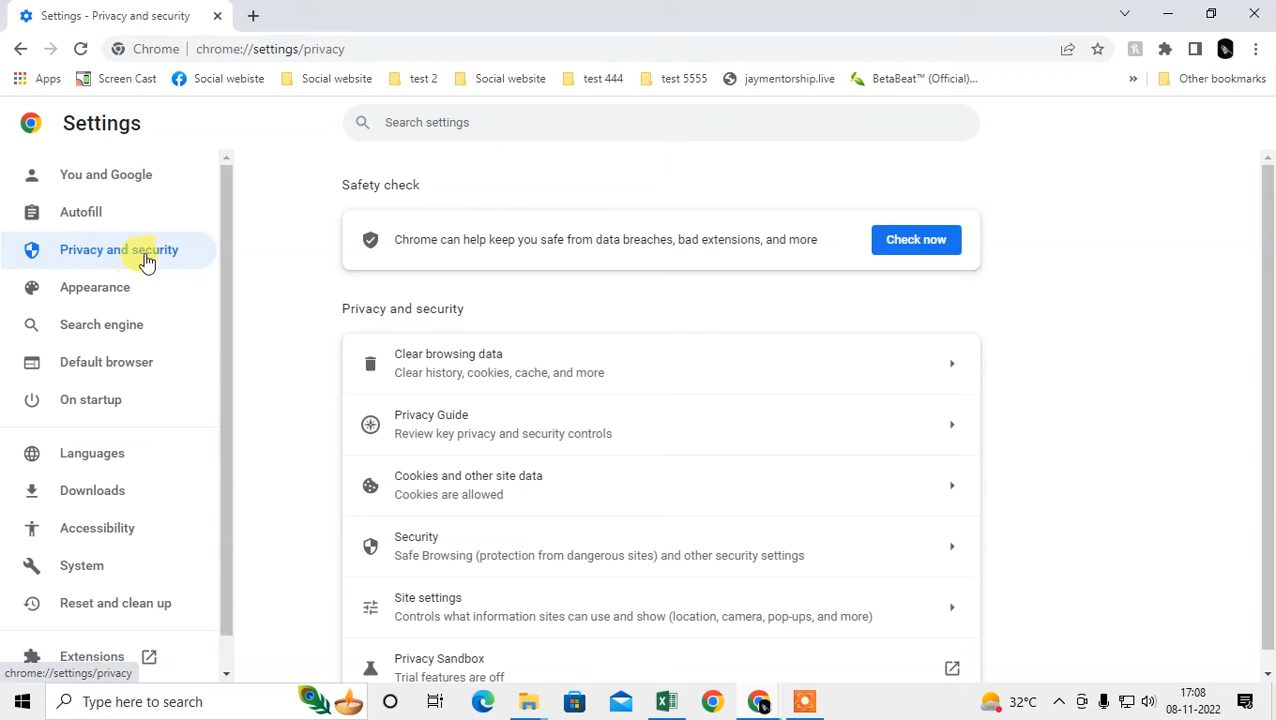 Settings - Privacy and security
Chrome chrome://settings/privacy
Apps Screen Cast Social webiste Social website test 2 Social website test 444 test 5555 jaymentorship.live BetaBeat™ (Official)... » Other bookmarks
Settings
Search settings
You and Google
Autofill
Privacy and security
Appearance
Search engine
Default browser
On startup
Languages
Downloads
Accessibility
System
Reset and clean up
Extensions
chrome://settings/privacy
Safety check
Chrome can help keep you safe from data breaches, bad extensions, and more
Check now
Privacy and security
Clear browsing data
Clear history, cookies, cache, and more
Privacy Guide
Review key privacy and security controls
Cookies and other site data
Cookies are allowed
Security
Safe Browsing (protection from dangerous sites) and other security settings
Site settings
Controls what information sites can use and show (location, camera, pop-ups, and more)
Privacy Sandbox
Trial features are off
Type here to search
32°C
17:08
08-11-2022